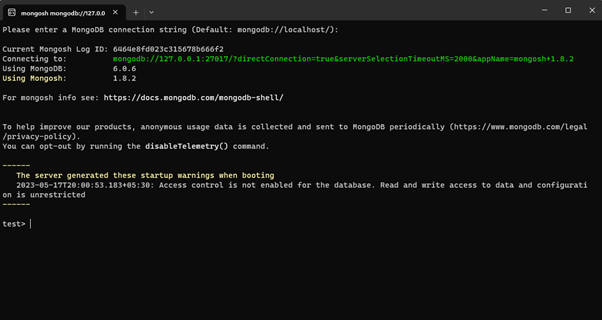 mongosh mongodb://127.0.0
Please enter a MongoDB connection string (Default: mongodb://localhost/):
Current Mongosh Log ID: 6464e8fd023c315678b666f2
Connecting to: mongodb://127.0.0.1:27017/?directConnection=true&serverSelectionTimeoutMS=2000&appName=mongosh+1.8.2
Using MongoDB: 6.0.6
Using Mongosh: 1.8.2
For mongosh info see: https://docs.mongodb.com/mongodb-shell/
To help improve our products, anonymous usage data is collected and sent to MongoDB periodically (https://www.mongodb.com/legal
/privacy-policy).
You can opt-out by running the disableTelemetry() command.
------
The server generated these startup warnings when booting
2023-05-17T20:00:53.183+05:30: Access control is not enabled for the database. Read and write access to data and configurati
on is unrestricted
------
test>